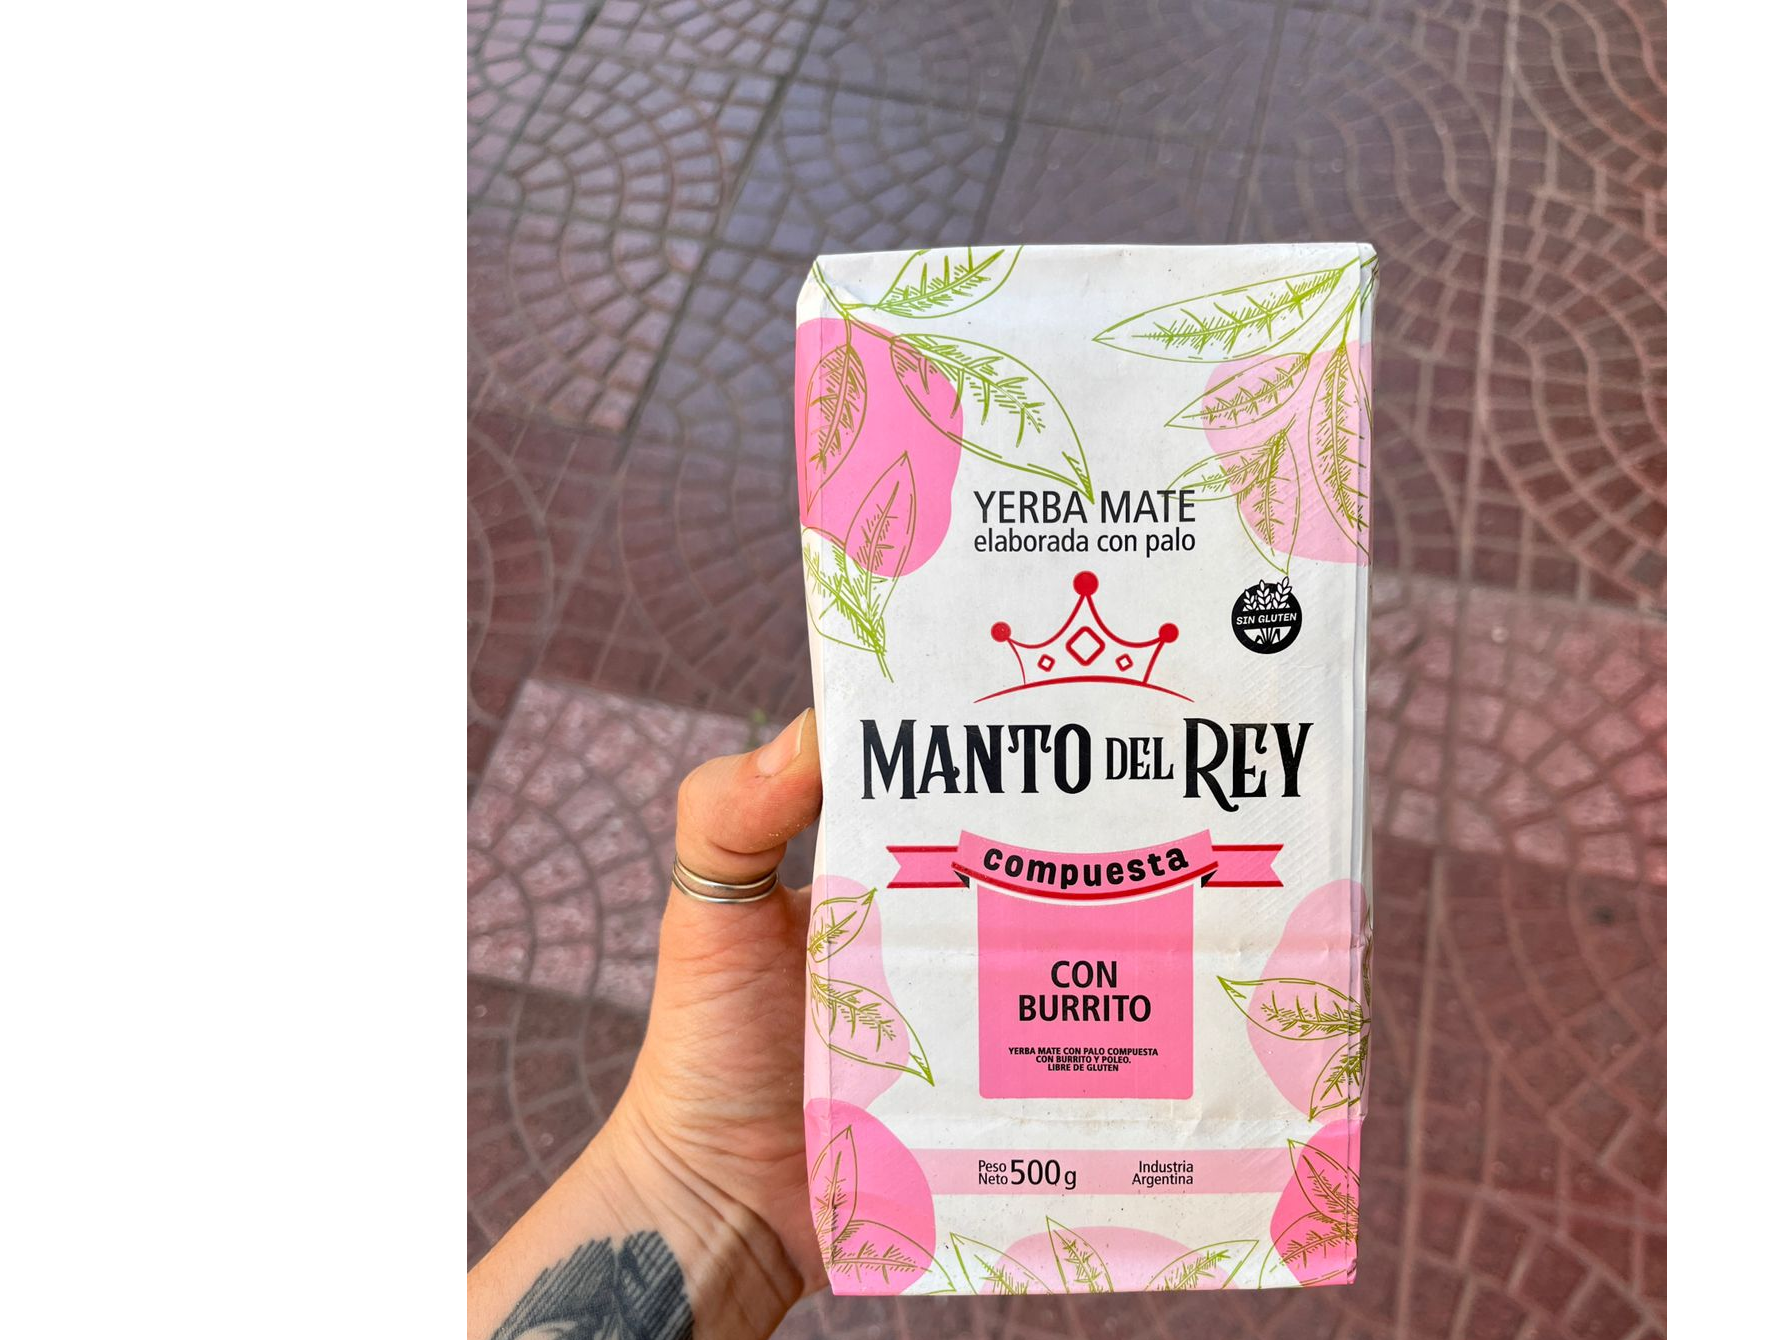 YERBA MATE
elaborada con palo
SIN GLUTEN
MANTO DEL REY
compuesta
CON
BURRITO
YERBA MATE CON PALO COMPUESTA
CON BURRITO Y POLEO.
LIBRE DE GLUTEN
Peso
Neto 500 g
Industria
Argentina